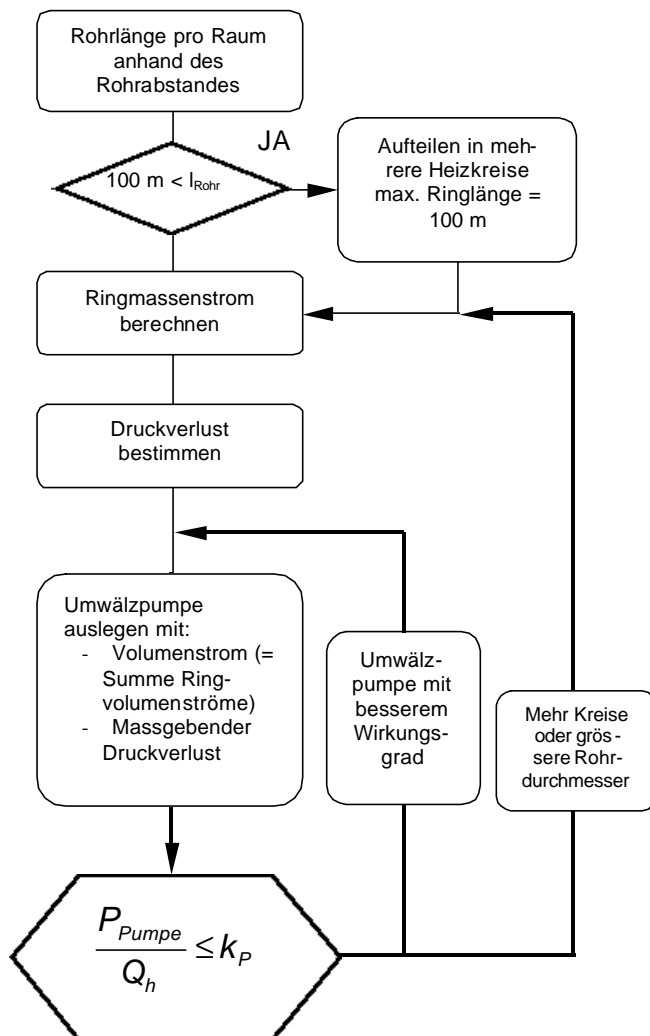 Rohrlänge pro Raum
anhand des
Rohrabstandes
JA
100 m < l_Rohr
Aufteilen in meh-
rere Heizkreise
max. Ringlänge =
100 m
Ringmassenstrom
berechnen
Druckverlust
bestimmen
Umwälzpumpe
auslegen mit:
- Volumenstrom (=
Summe Ring-
volumenströme)
- Massgebender
Druckverlust
Umwälz-
pumpe mit
besserem
Wirkungs-
grad
Mehr Kreise
oder grös-
sere Rohr-
durchmesser
P_Pumpe / Q_h ≤ k_P